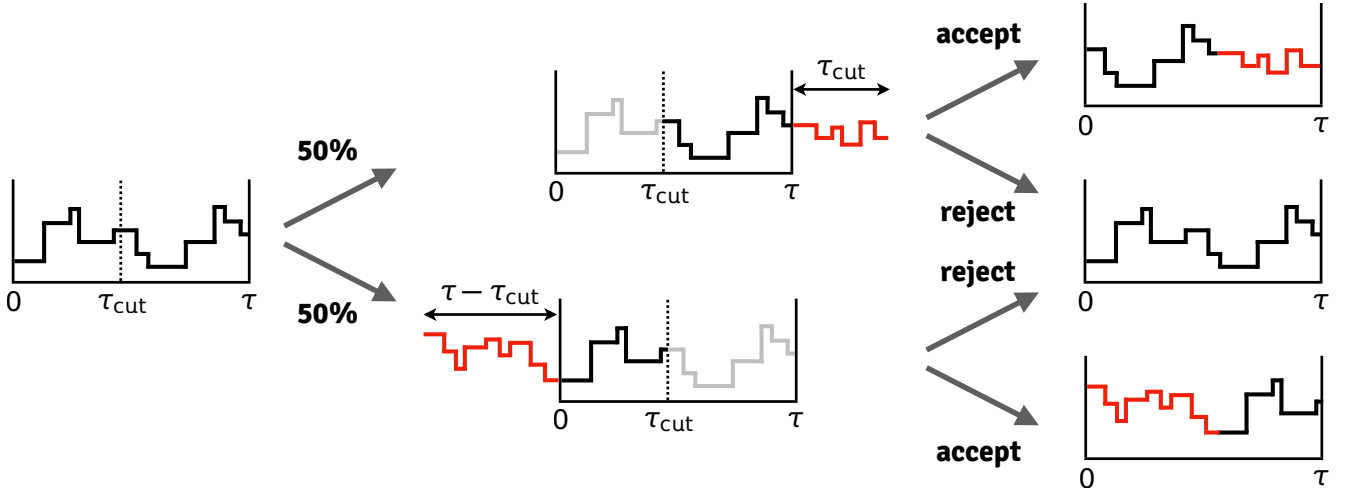 0 τcut τ
50%
50%
τcut
0 τcut τ
τ − τcut
0 τcut τ
accept
reject
reject
accept
0 τ
0 τ
0 τ